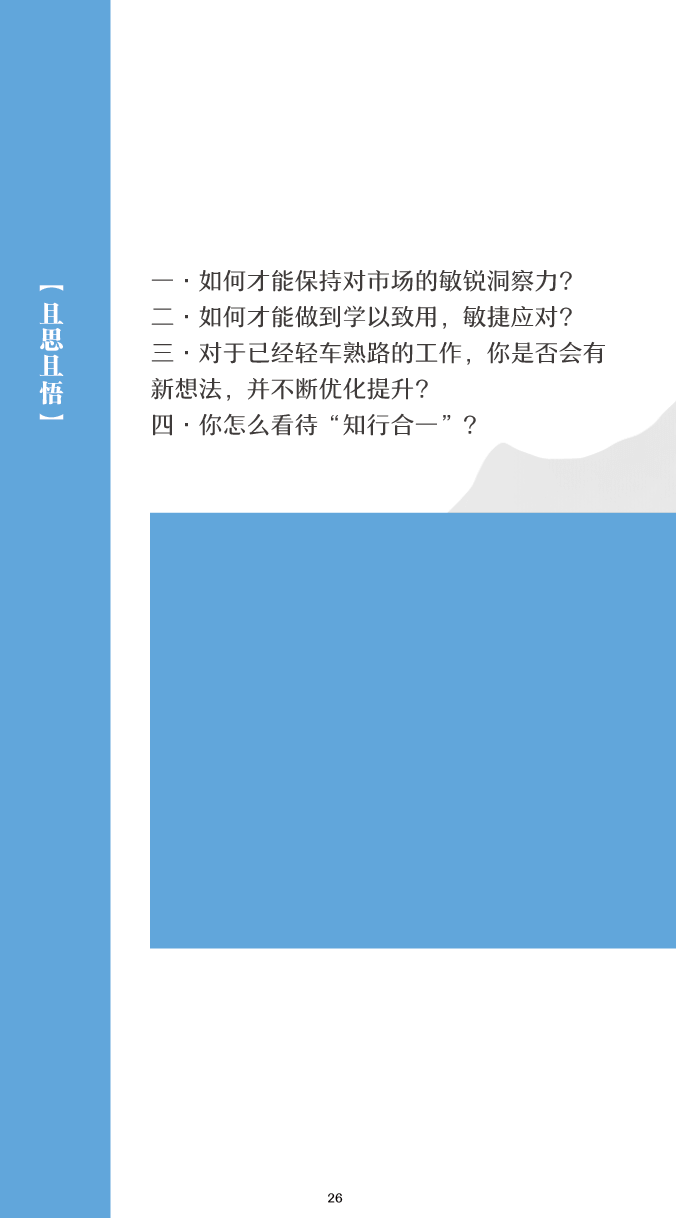 【且思且悟】
一·如何才能保持对市场的敏锐洞察力？
二·如何才能做到学以致用，敏捷应对？
三·对于已经轻车熟路的工作，你是否会有
新想法，并不断优化提升？
四·你怎么看待“知行合一”？
26